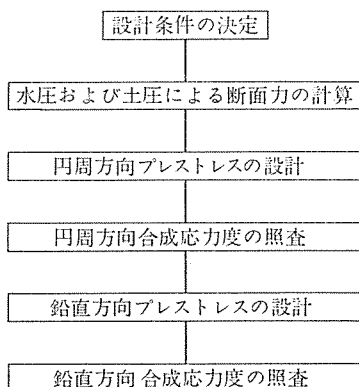 設計条件の決定
水圧および土圧による断面力の計算
円周方向プレストレスの設計
円周方向合成応力度の照査
鉛直方向プレストレスの設計
鉛直方向合成応力度の照査